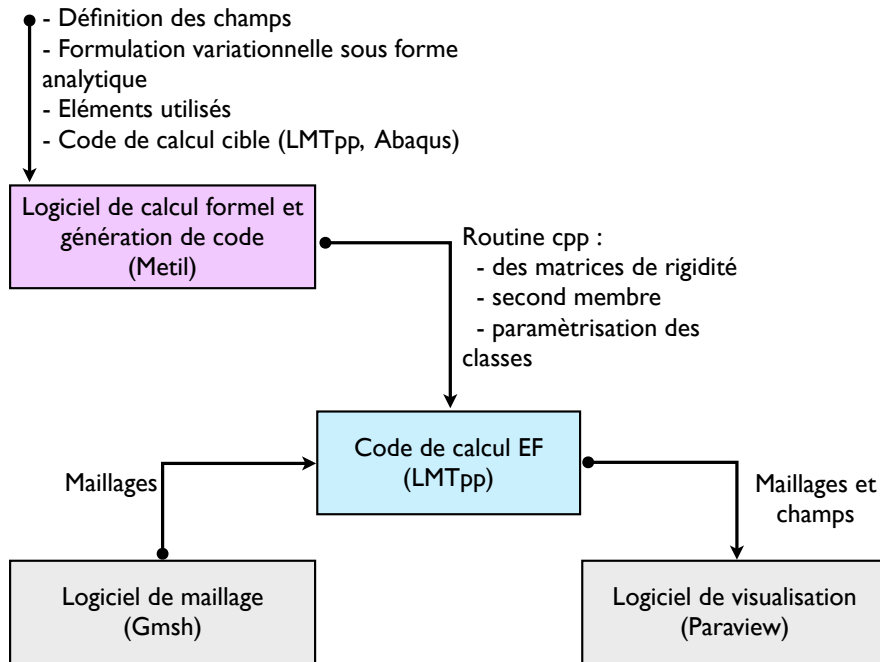 - Définition des champs
- Formulation variationnelle sous forme
analytique
- Eléments utilisés
- Code de calcul cible (LMTpp, Abaqus)
Logiciel de calcul formel et
génération de code
(Metil)
Routine cpp :
- des matrices de rigidité
- second membre
- paramètrisation des
classes
Code de calcul EF
(LMTpp)
Maillages
Maillages et
champs
Logiciel de maillage
(Gmsh)
Logiciel de visualisation
(Paraview)